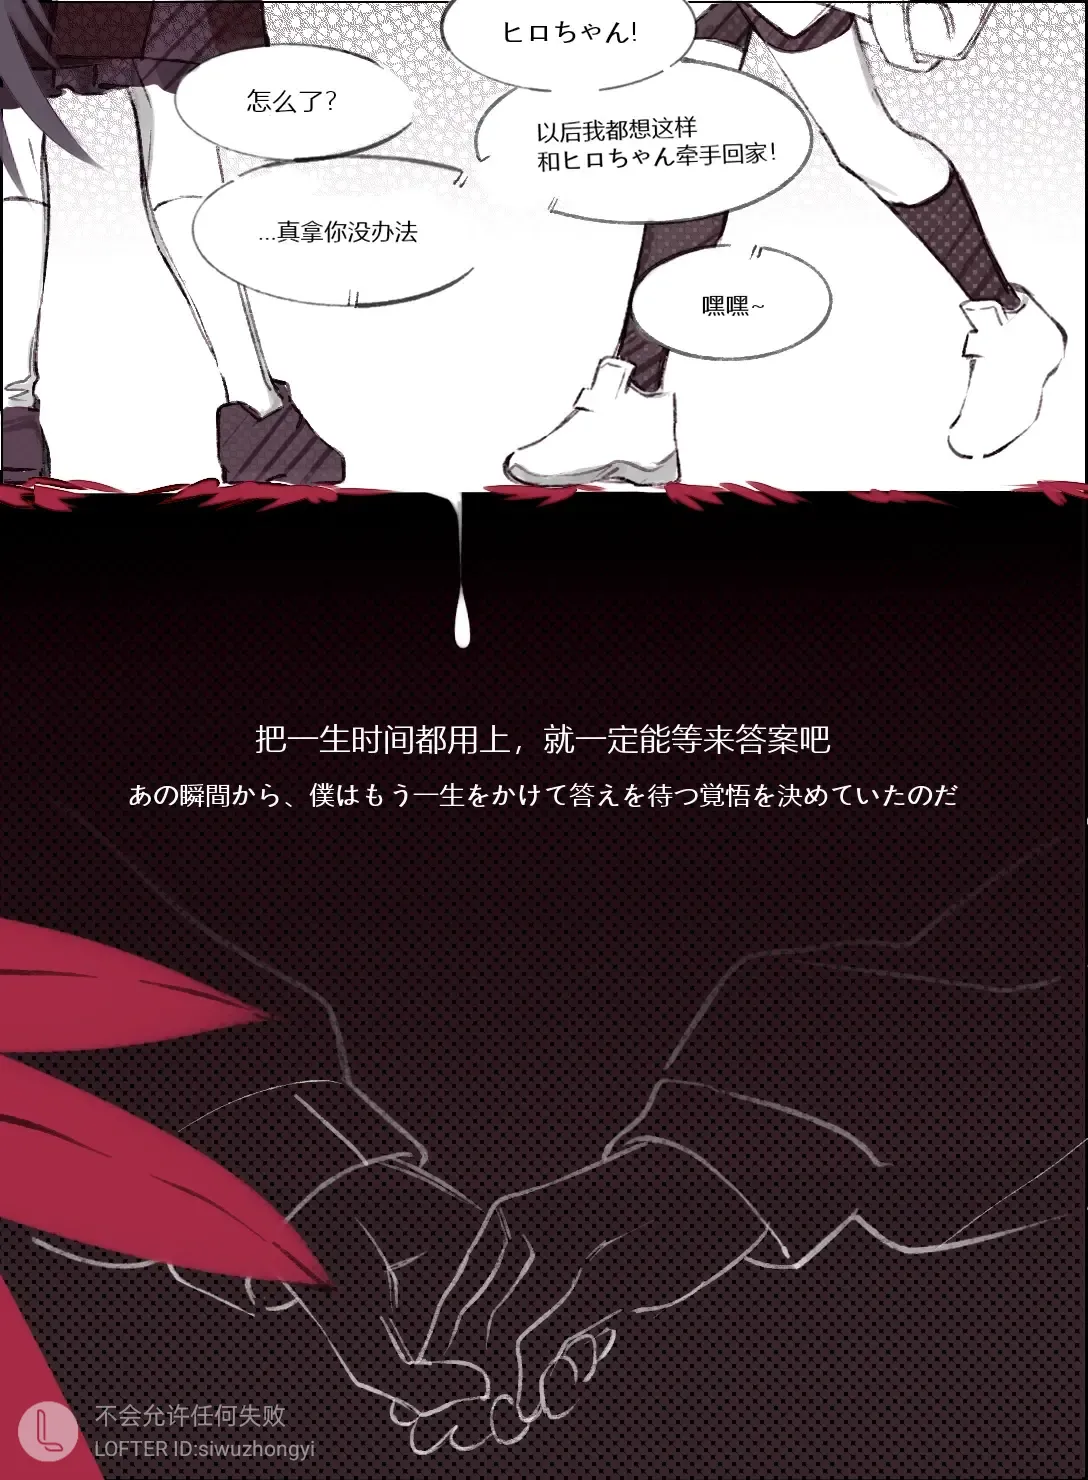 ヒロちゃん!
怎么了?
以后我都想这样
和ヒロちゃん牵手回家!
...真拿你没办法
嘿嘿~
把一生时间都用上，就一定能等来答案吧
あの瞬間から、僕はもう一生をかけて答えを待つ覚悟を決めていたのだ
不会允许任何失败
LOFTER ID:siwuzhongyi